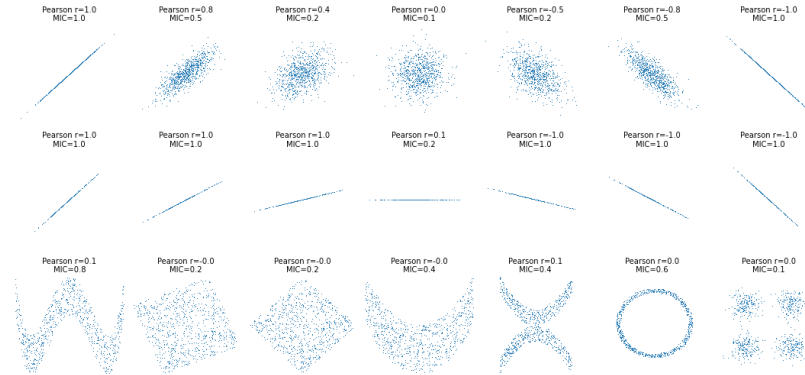 Pearson r=1.0
MIC=1.0
Pearson r=0.8
MIC=0.5
Pearson r=0.4
MIC=0.2
Pearson r=0.0
MIC=0.1
Pearson r=-0.5
MIC=0.2
Pearson r=-0.8
MIC=0.5
Pearson r=-1.0
MIC=1.0
Pearson r=1.0
MIC=1.0
Pearson r=1.0
MIC=1.0
Pearson r=1.0
MIC=1.0
Pearson r=0.1
MIC=0.2
Pearson r=-1.0
MIC=1.0
Pearson r=-1.0
MIC=1.0
Pearson r=-1.0
MIC=1.0
Pearson r=0.1
MIC=0.8
Pearson r=-0.0
MIC=0.2
Pearson r=-0.0
MIC=0.2
Pearson r=-0.0
MIC=0.4
Pearson r=0.1
MIC=0.4
Pearson r=0.0
MIC=0.6
Pearson r=0.0
MIC=0.1